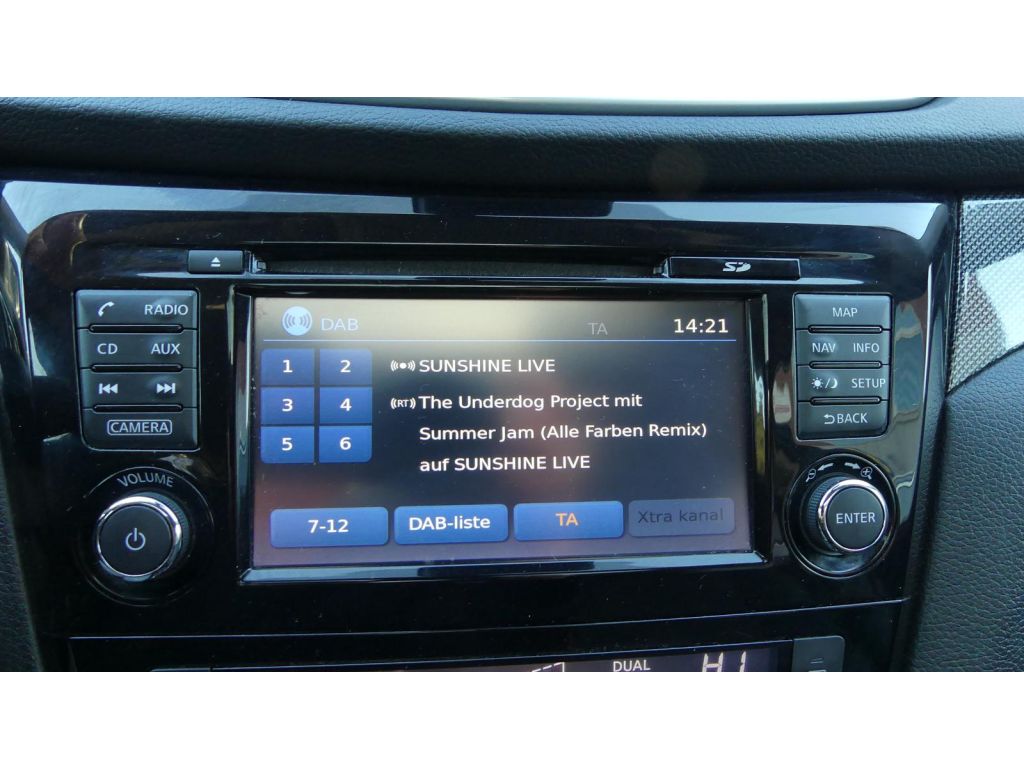 SD
RADIO
CD AUX
CAMERA
VOLUME
DAB TA 14:21
1 2
3 4
5 6
SUNSHINE LIVE
(RT) The Underdog Project mit
Summer Jam (Alle Farben Remix)
auf SUNSHINE LIVE
7-12 DAB-liste TA Xtra kanal
MAP
NAV INFO
SETUP
BACK
ENTER
DUAL H1